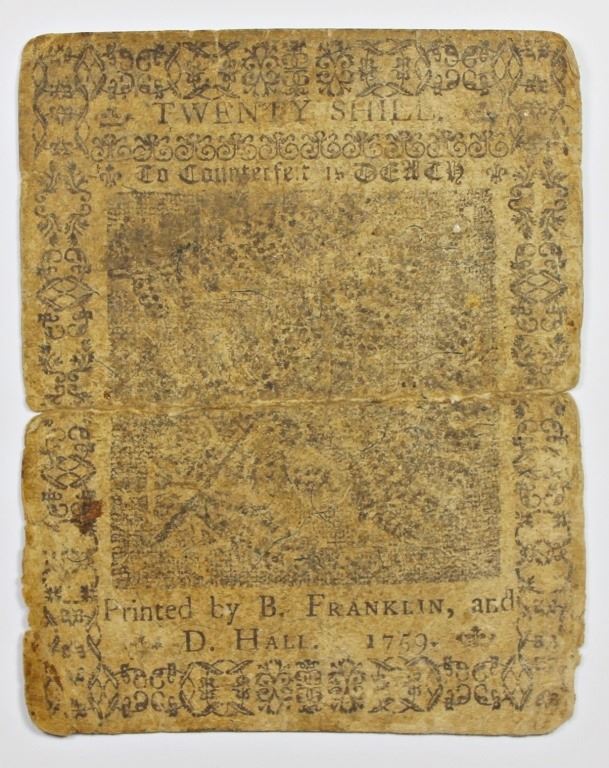 TWENTY SHILL.
To Counterfeit is DEATH
Printed by B. FRANKLIN, and
D. HALL. 1759.